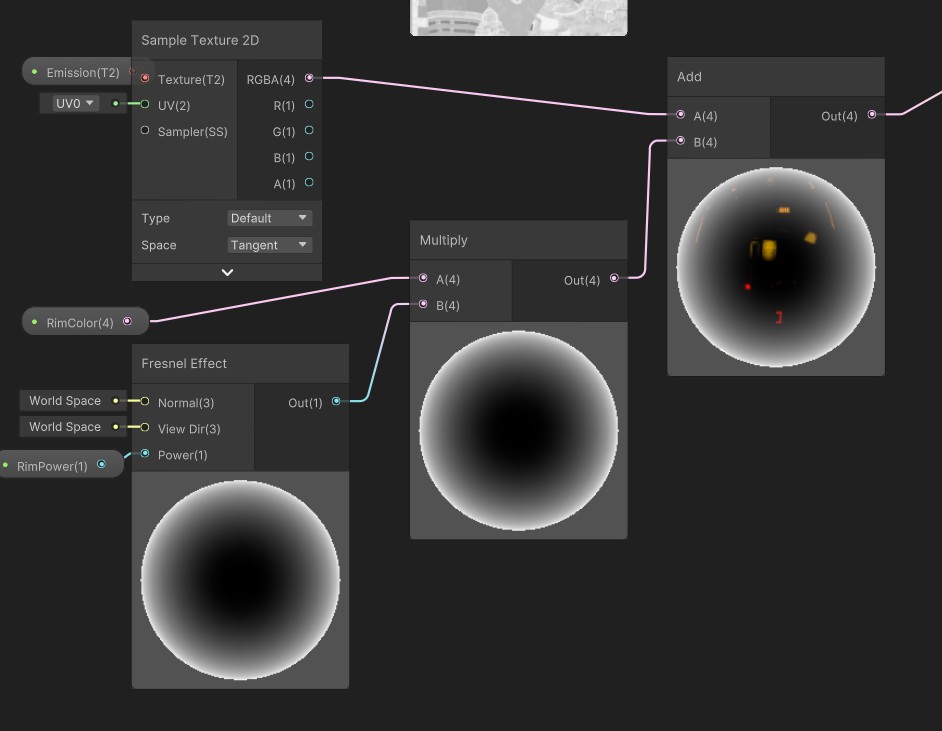 Sample Texture 2D
Emission(T2)
Texture(T2)
RGBA(4)
UV0
UV(2)
R(1)
Sampler(SS)
G(1)
B(1)
A(1)
Type
Default
Space
Tangent
Add
A(4)
Out(4)
B(4)
Multiply
A(4)
Out(4)
B(4)
RimColor(4)
Fresnel Effect
World Space
Normal(3)
Out(1)
World Space
View Dir(3)
RimPower(1)
Power(1)